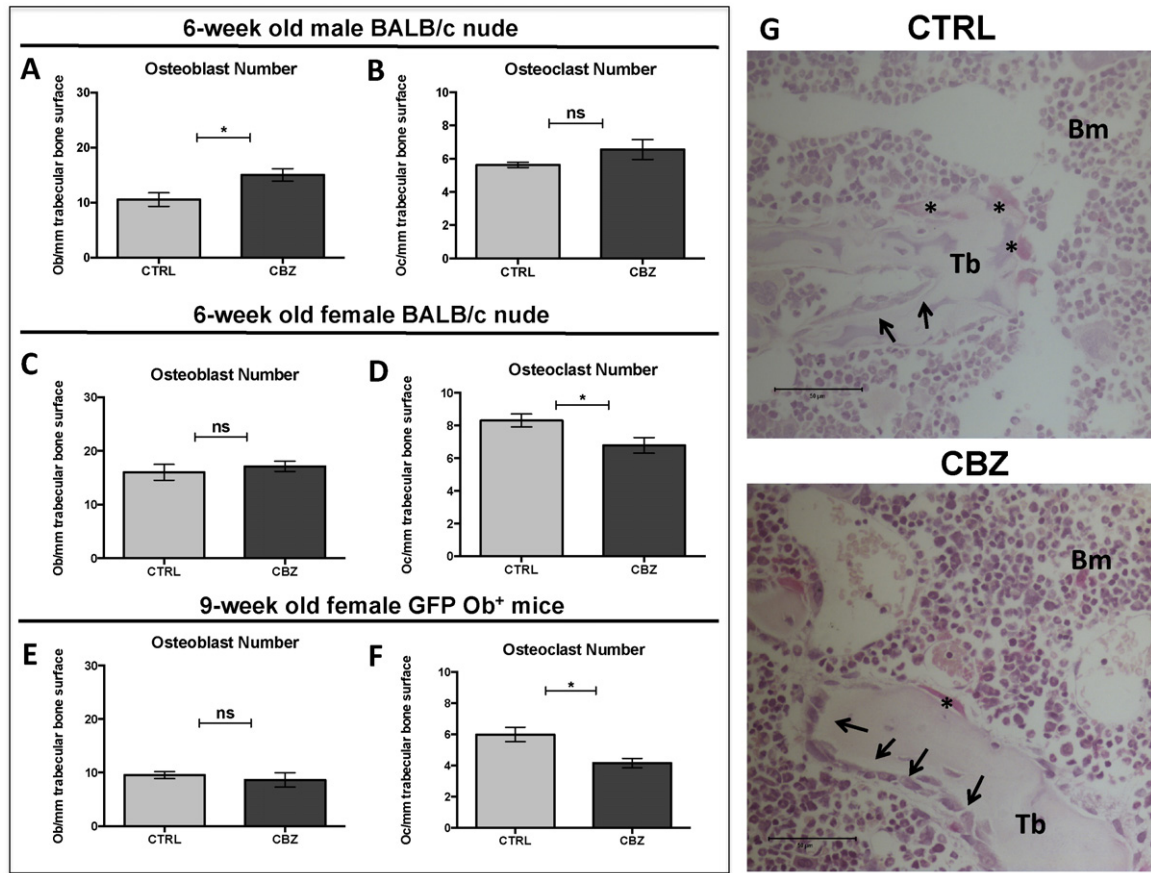 6-week old male BALB/c nude
A
Osteoblast Number
Ob/mm trabecular bone surface
30
20
10
0
*
CTRL
CBZ
B
Osteoclast Number
Oc/mm trabecular bone surface
10
8
6
4
2
0
ns
CTRL
CBZ
6-week old female BALB/c nude
C
Osteoblast Number
Ob/mm trabecular bone surface
30
20
10
0
ns
CTRL
CBZ
D
Osteoclast Number
Oc/mm trabecular bone surface
10
8
6
4
2
0
*
CTRL
CBZ
9-week old female GFP Ob⁺ mice
E
Osteoblast Number
Ob/mm trabecular bone surface
30
20
10
0
ns
CTRL
CBZ
F
Osteoclast Number
Oc/mm trabecular bone surface
10
8
6
4
2
0
*
CTRL
CBZ
G
CTRL
Bm
*
*
*
Tb
50 µm
CBZ
Bm
*
Tb
50 µm